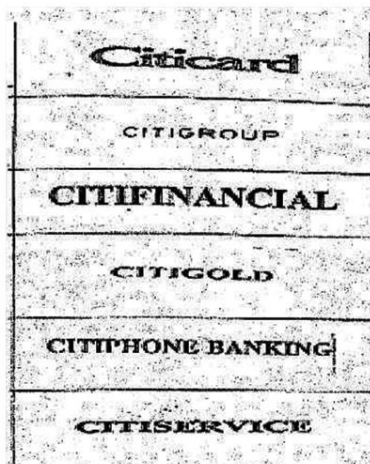 Citicard
CITIGROUP
CITIFINANCIAL
CITIGOLD
CITIPHONE BANKING
CITISERVICE